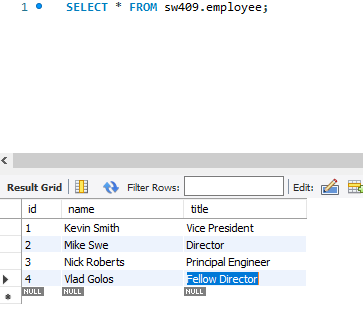 1 SELECT * FROM sw409.employee;
Result Grid Filter Rows: Edit:
id name title
1 Kevin Smith Vice President
2 Mike Swe Director
3 Nick Roberts Principal Engineer
4 Vlad Golos Fellow Director
NULL NULL NULL